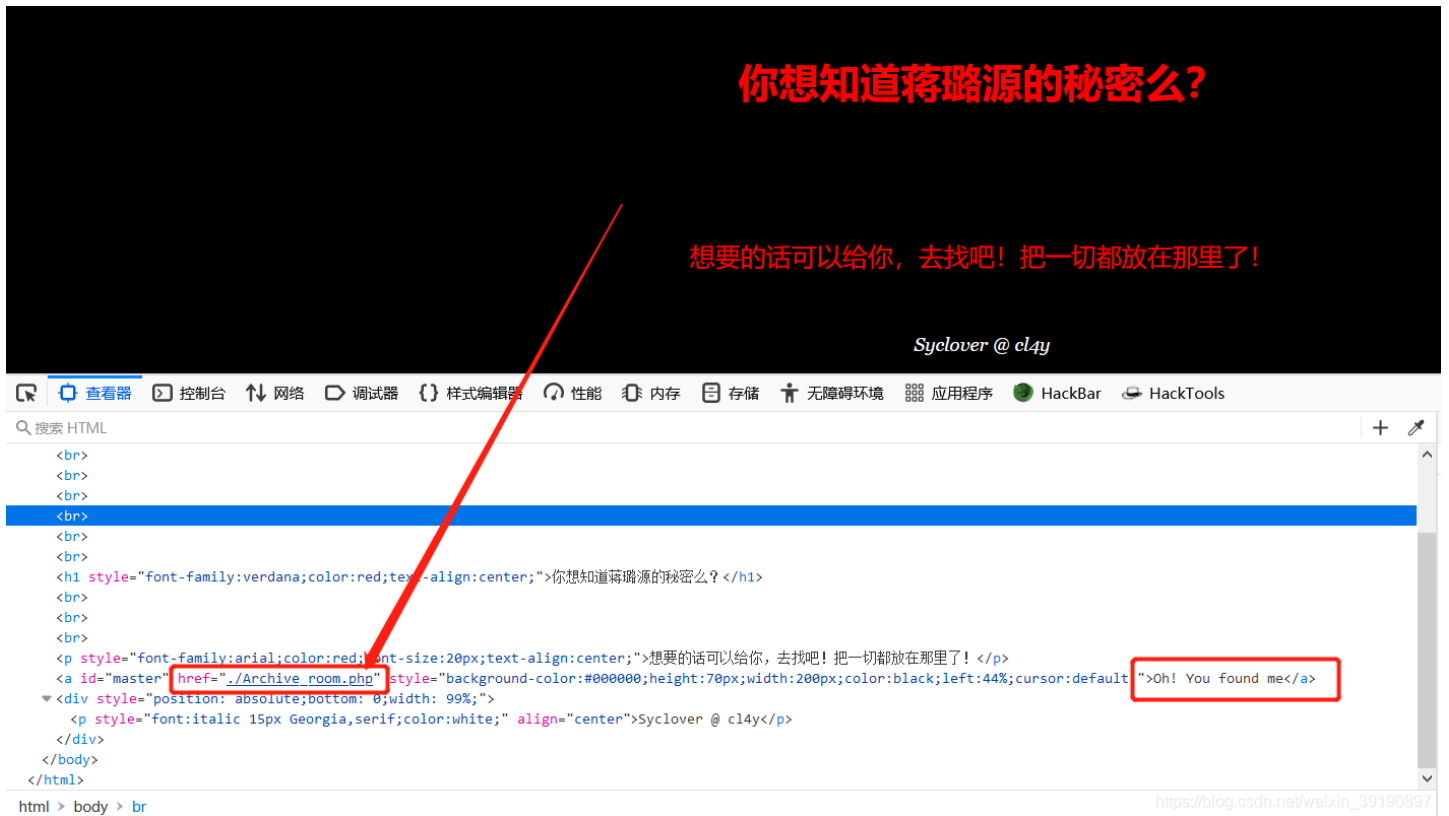 你想知道蒋璐源的秘密么？
想要的话可以给你，去找吧！把一切都放在那里了！
Syclover @ cl4y
查看器 控制台 网络 调试器 {} 样式编辑器 性能 内存 存储 无障碍环境 应用程序 HackBar HackTools
搜索 HTML
<br>
<br>
<br>
<br>
<br>
<br>
<h1 style="font-family:verdana;color:red;text-align:center;">你想知道蒋璐源的秘密么？</h1>
<br>
<br>
<br>
<p style="font-family:arial;color:red;font-size:20px;text-align:center;">想要的话可以给你，去找吧！把一切都放在那里了！</p>
<a id="master" href="./Archive_room.php" style="background-color:#000000;height:70px;width:200px;color:black;left:44%;cursor:default;">Oh! You found me</a>
<div style="position: absolute;bottom: 0;width: 99%;">
<p style="font:italic 15px Georgia,serif;color:white;" align="center">Syclover @ cl4y</p>
</div>
</body>
</html>
html > body > br
https://blog.csdn.net/weixin_39190897